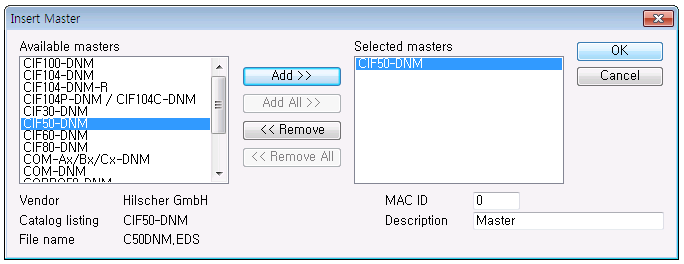 Insert Master
Available masters
CIF100-DNM
CIF104-DNM
CIF104-DNM-R
CIF104P-DNM / CIF104C-DNM
CIF30-DNM
CIF50-DNM
CIF60-DNM
CIF80-DNM
COM-Ax/Bx/Cx-DNM
COM-DNM
Add >>
Add All >>
<< Remove
<< Remove All
Selected masters
CIF50-DNM
OK
Cancel
Vendor Hilscher GmbH
Catalog listing CIF50-DNM
File name C50DNM.EDS
MAC ID 0
Description Master